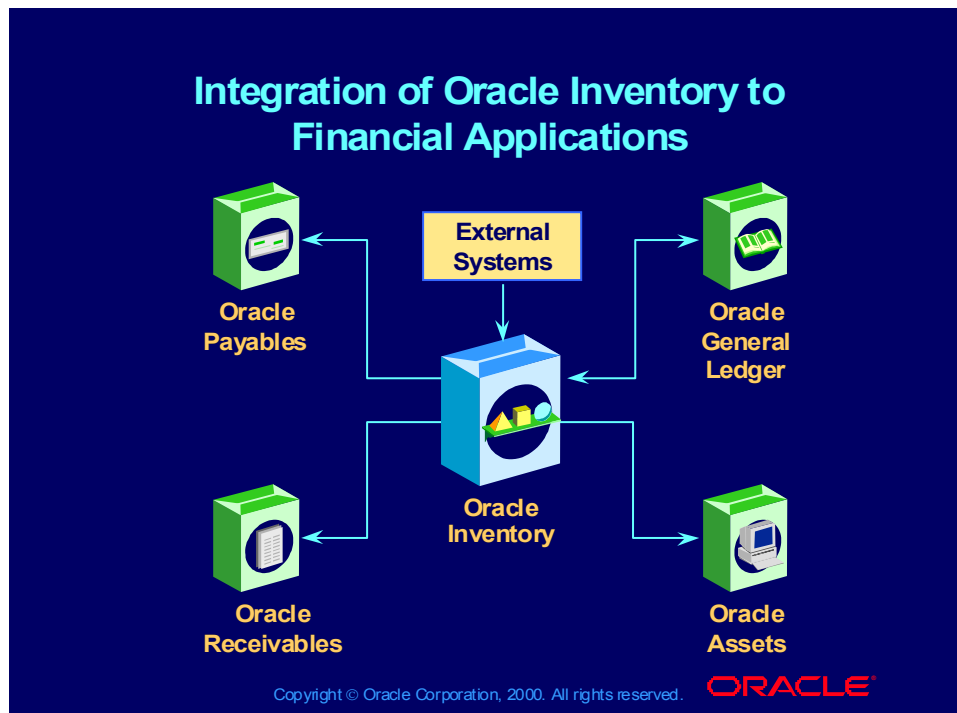 Integration of Oracle Inventory to
Financial Applications
External
Systems
Oracle
Payables
Oracle
General
Ledger
Oracle
Inventory
Oracle
Receivables
Oracle
Assets
Copyright © Oracle Corporation, 2000. All rights reserved.
ORACLE®